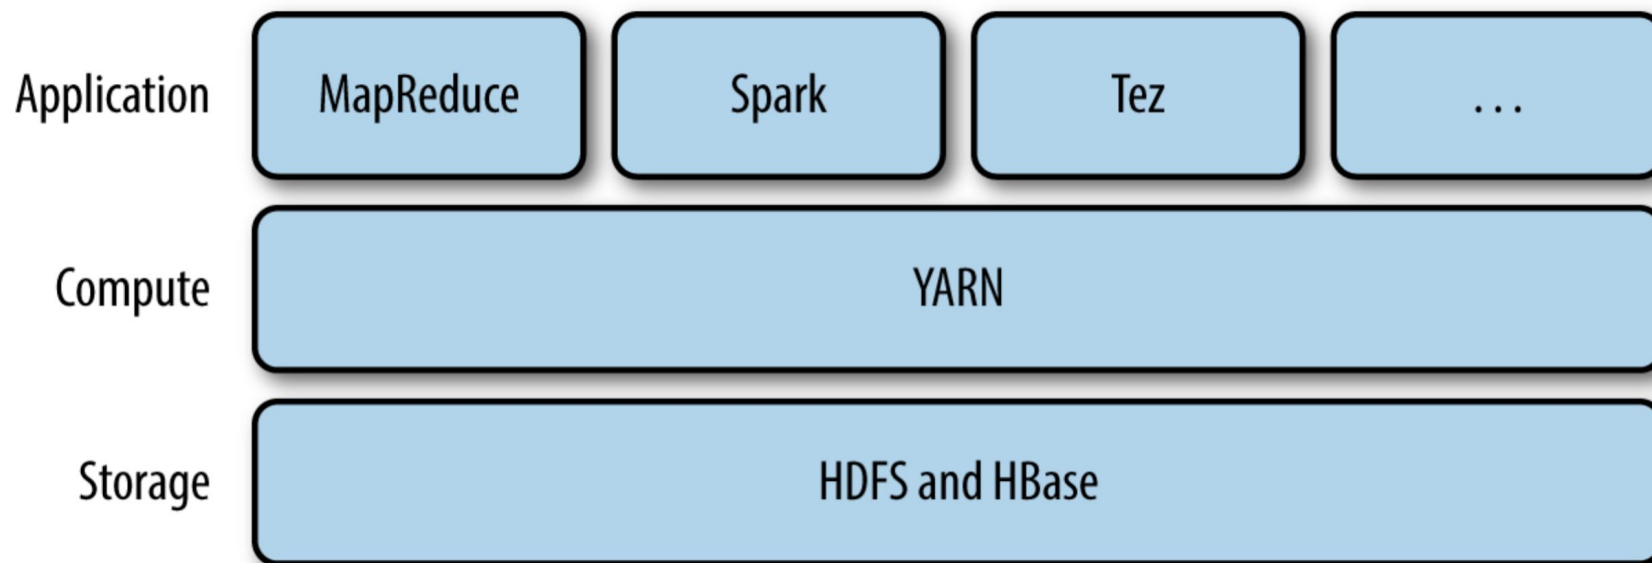 Application MapReduce Spark Tez ...
Compute YARN
Storage HDFS and HBase